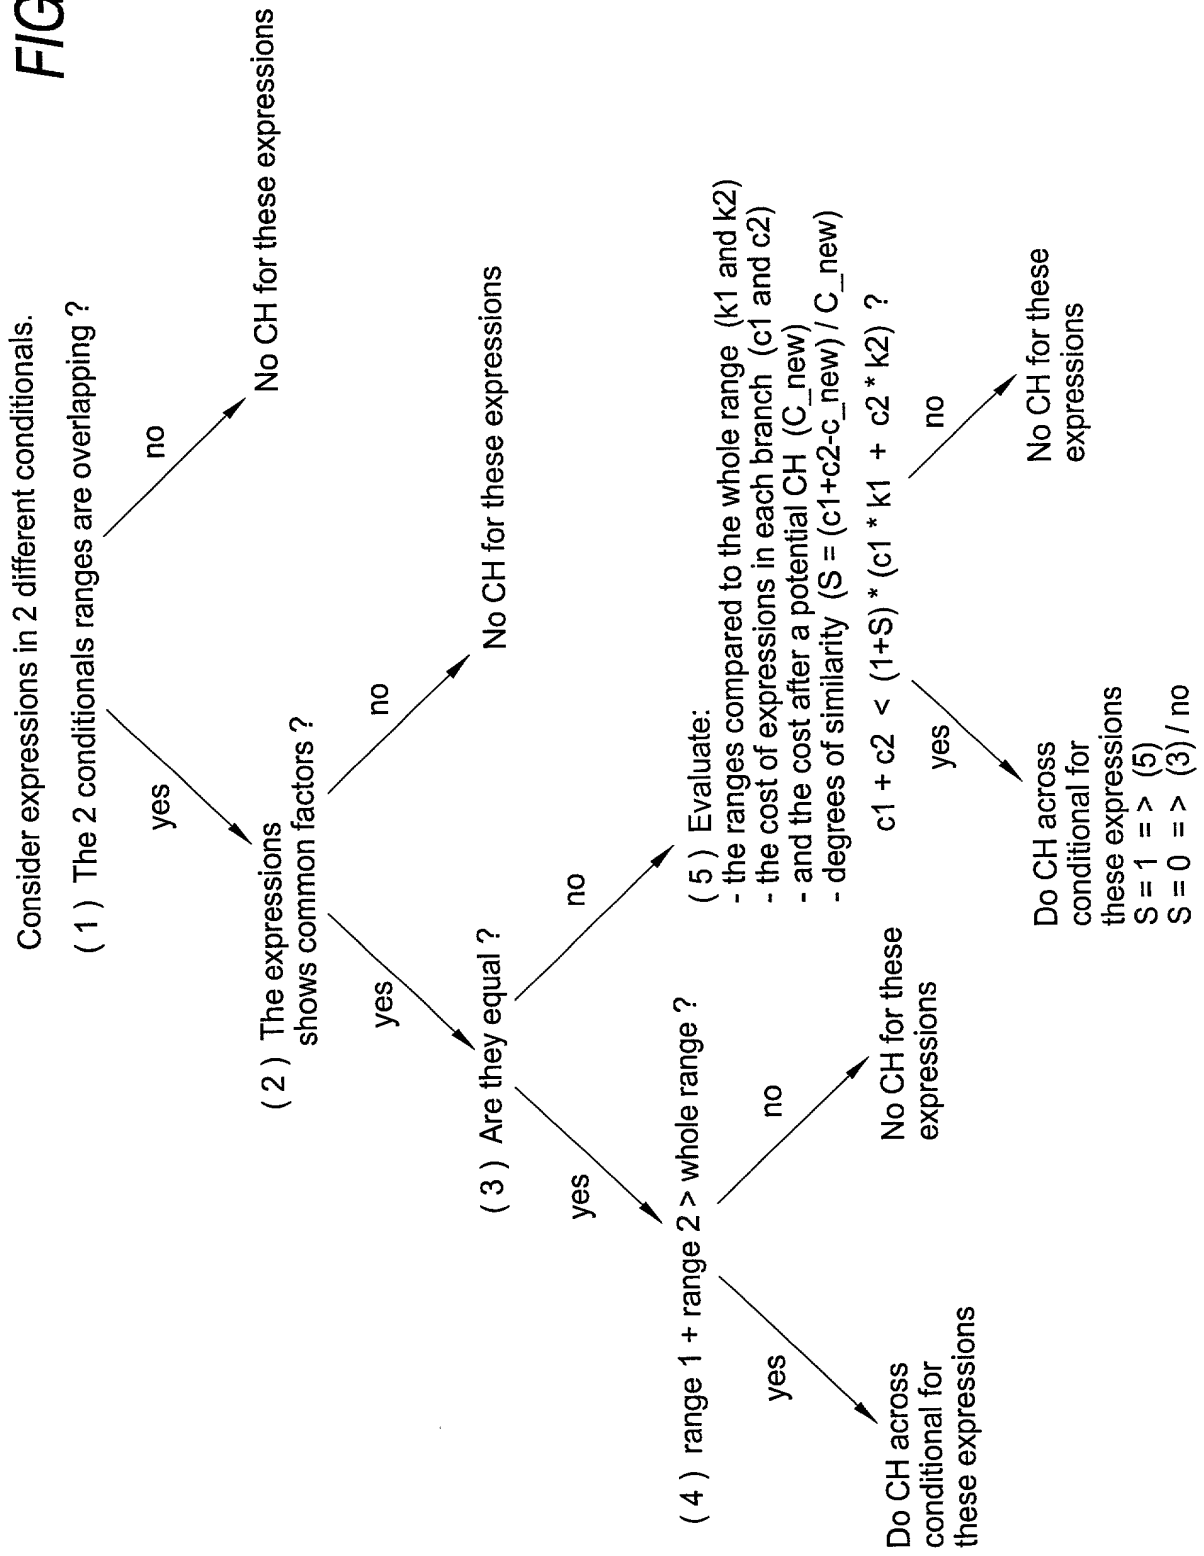 FIG
Consider expressions in 2 different conditionals.
( 1 ) The 2 conditionals ranges are overlapping ?
yes
no
No CH for these expressions
( 2 ) The expressions
shows common factors ?
yes
no
No CH for these expressions
( 3 ) Are they equal ?
yes
no
( 4 ) range 1 + range 2 > whole range ?
yes
no
Do CH across
conditional for
these expressions
No CH for these
expressions
( 5 ) Evaluate:
- the ranges compared to the whole range (k1 and k2)
- the cost of expressions in each branch (c1 and c2)
- and the cost after a potential CH (C_new)
- degrees of similarity (S = (c1+c2-c_new) / C_new)
c1 + c2 < (1+S) * (c1 * k1 + c2 * k2) ?
yes
no
Do CH across
conditional for
these expressions
S = 1 = > (5)
S = 0 = > (3) / no
No CH for these
expressions